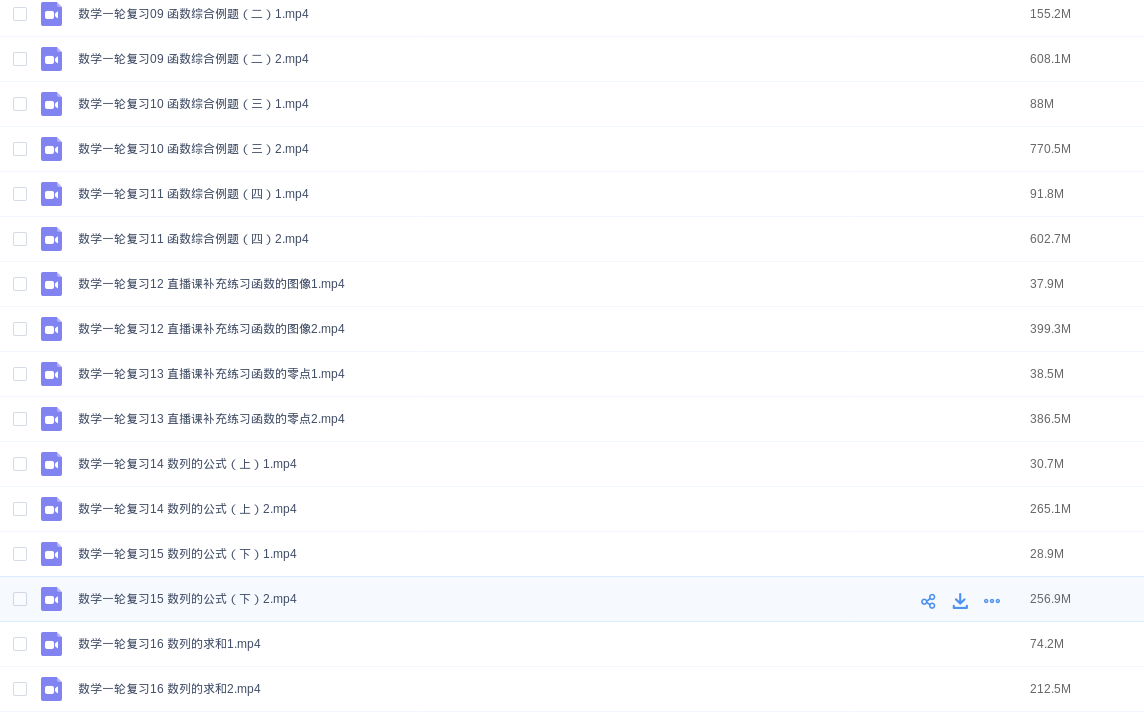 数学一轮复习09 函数综合例题（二）1.mp4 155.2M
数学一轮复习09 函数综合例题（二）2.mp4 608.1M
数学一轮复习10 函数综合例题（三）1.mp4 88M
数学一轮复习10 函数综合例题（三）2.mp4 770.5M
数学一轮复习11 函数综合例题（四）1.mp4 91.8M
数学一轮复习11 函数综合例题（四）2.mp4 602.7M
数学一轮复习12 直播课补充练习函数的图像1.mp4 37.9M
数学一轮复习12 直播课补充练习函数的图像2.mp4 399.3M
数学一轮复习13 直播课补充练习函数的零点1.mp4 38.5M
数学一轮复习13 直播课补充练习函数的零点2.mp4 386.5M
数学一轮复习14 数列的公式（上）1.mp4 30.7M
数学一轮复习14 数列的公式（上）2.mp4 265.1M
数学一轮复习15 数列的公式（下）1.mp4 28.9M
数学一轮复习15 数列的公式（下）2.mp4 256.9M
数学一轮复习16 数列的求和1.mp4 74.2M
数学一轮复习16 数列的求和2.mp4 212.5M